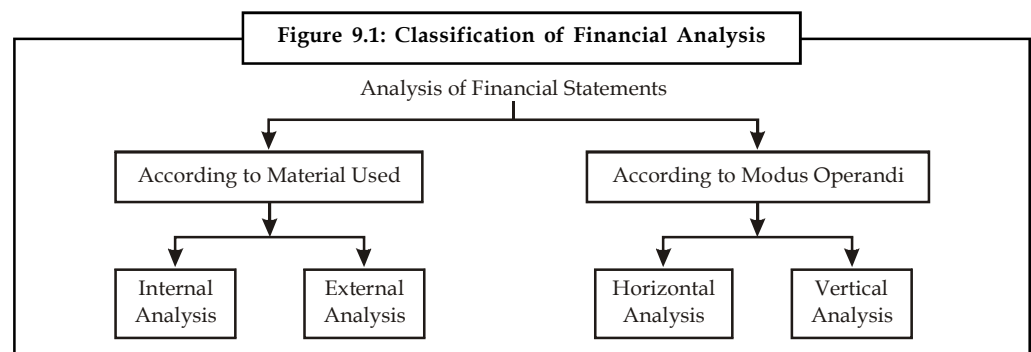 Figure 9.1: Classification of Financial Analysis
Analysis of Financial Statements
According to Material Used
According to Modus Operandi
Internal
Analysis
External
Analysis
Horizontal
Analysis
Vertical
Analysis